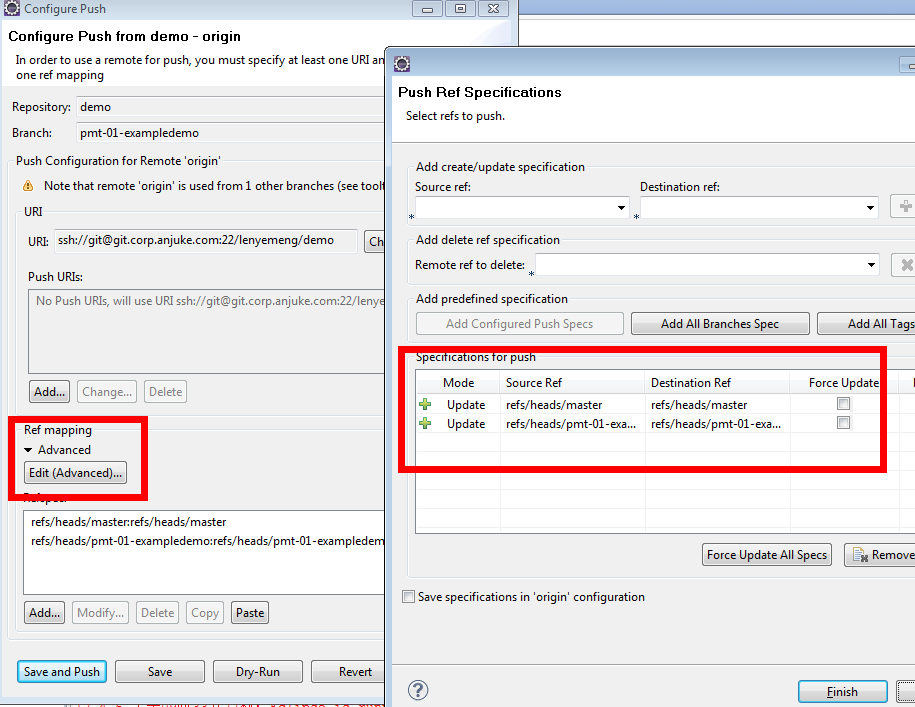 Configure Push
Configure Push from demo - origin
In order to use a remote for push, you must specify at least one URI an
one ref mapping
Repository: demo
Branch: pmt-01-exampledemo
Push Configuration for Remote 'origin'
Note that remote 'origin' is used from 1 other branches (see toolt
URI
URI: ssh://git@git.corp.anjuke.com:22/lenyemeng/demo Ch
Push URIs:
No Push URIs, will use URI ssh://git@git.corp.anjuke.com:22/lenye
Add... Change... Delete
Ref mapping
Advanced
Edit (Advanced)...
refs/heads/master:refs/heads/master
refs/heads/pmt-01-exampledemo:refs/heads/pmt-01-exampledem
Add... Modify... Delete Copy Paste
Save and Push Save Dry-Run Revert
Push Ref Specifications
Select refs to push.
Add create/update specification
Source ref: Destination ref:
Add delete ref specification
Remote ref to delete:
Add predefined specification
Add Configured Push Specs Add All Branches Spec Add All Tags
Specifications for push
Mode Source Ref Destination Ref Force Update
Update refs/heads/master refs/heads/master
Update refs/heads/pmt-01-exa... refs/heads/pmt-01-exa...
Force Update All Specs Remove
Save specifications in 'origin' configuration
Finish